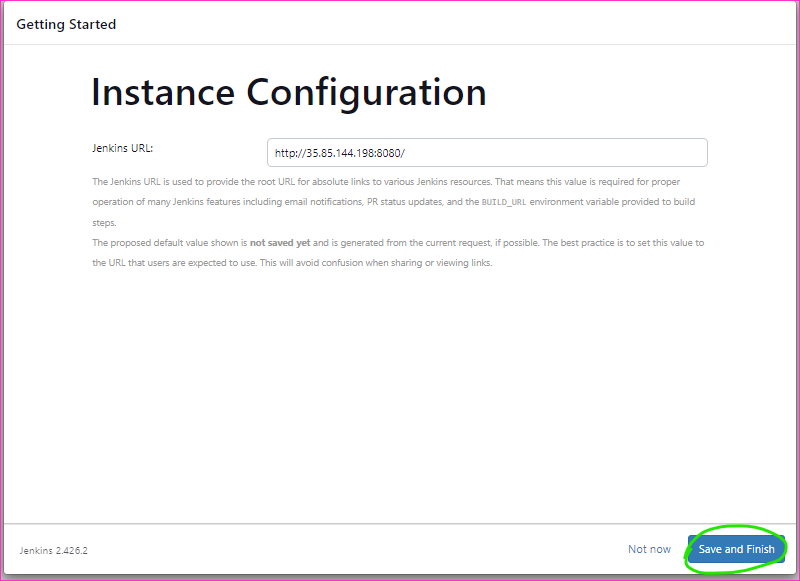 Getting Started
Instance Configuration
Jenkins URL:
http://35.85.144.198:8080/
The Jenkins URL is used to provide the root URL for absolute links to various Jenkins resources. That means this value is required for proper
operation of many Jenkins features including email notifications, PR status updates, and the BUILD_URL environment variable provided to build
steps.
The proposed default value shown is not saved yet and is generated from the current request, if possible. The best practice is to set this value to
the URL that users are expected to use. This will avoid confusion when sharing or viewing links.
Jenkins 2.426.2
Not now
Save and Finish